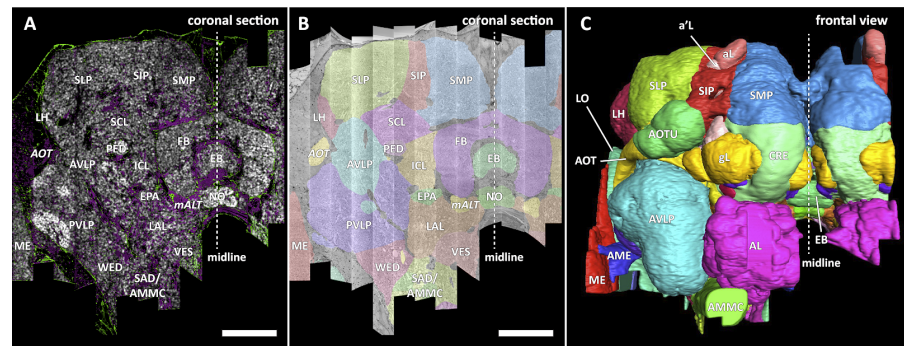 A
coronal section
SLP
SIP
SMP
LH
SCL
FB
AOT
AVLP
PFD
ICL
EB
EPA
NO
mALT
PVLP
LAL
ME
VES
WED
SAD/
AMMC
midline
B
coronal section
SLP
SIP
SMP
LH
SCL
FB
AOT
AVLP
PFD
ICL
EB
EPA
NO
mALT
PVLP
LAL
ME
VES
WED
SAD/
AMMC
midline
C
frontal view
a'L
aL
SLP
SIP
SMP
LO
LH
AOTU
AOT
gL
CRE
AVLP
EB
AL
AME
midline
ME
AMMC